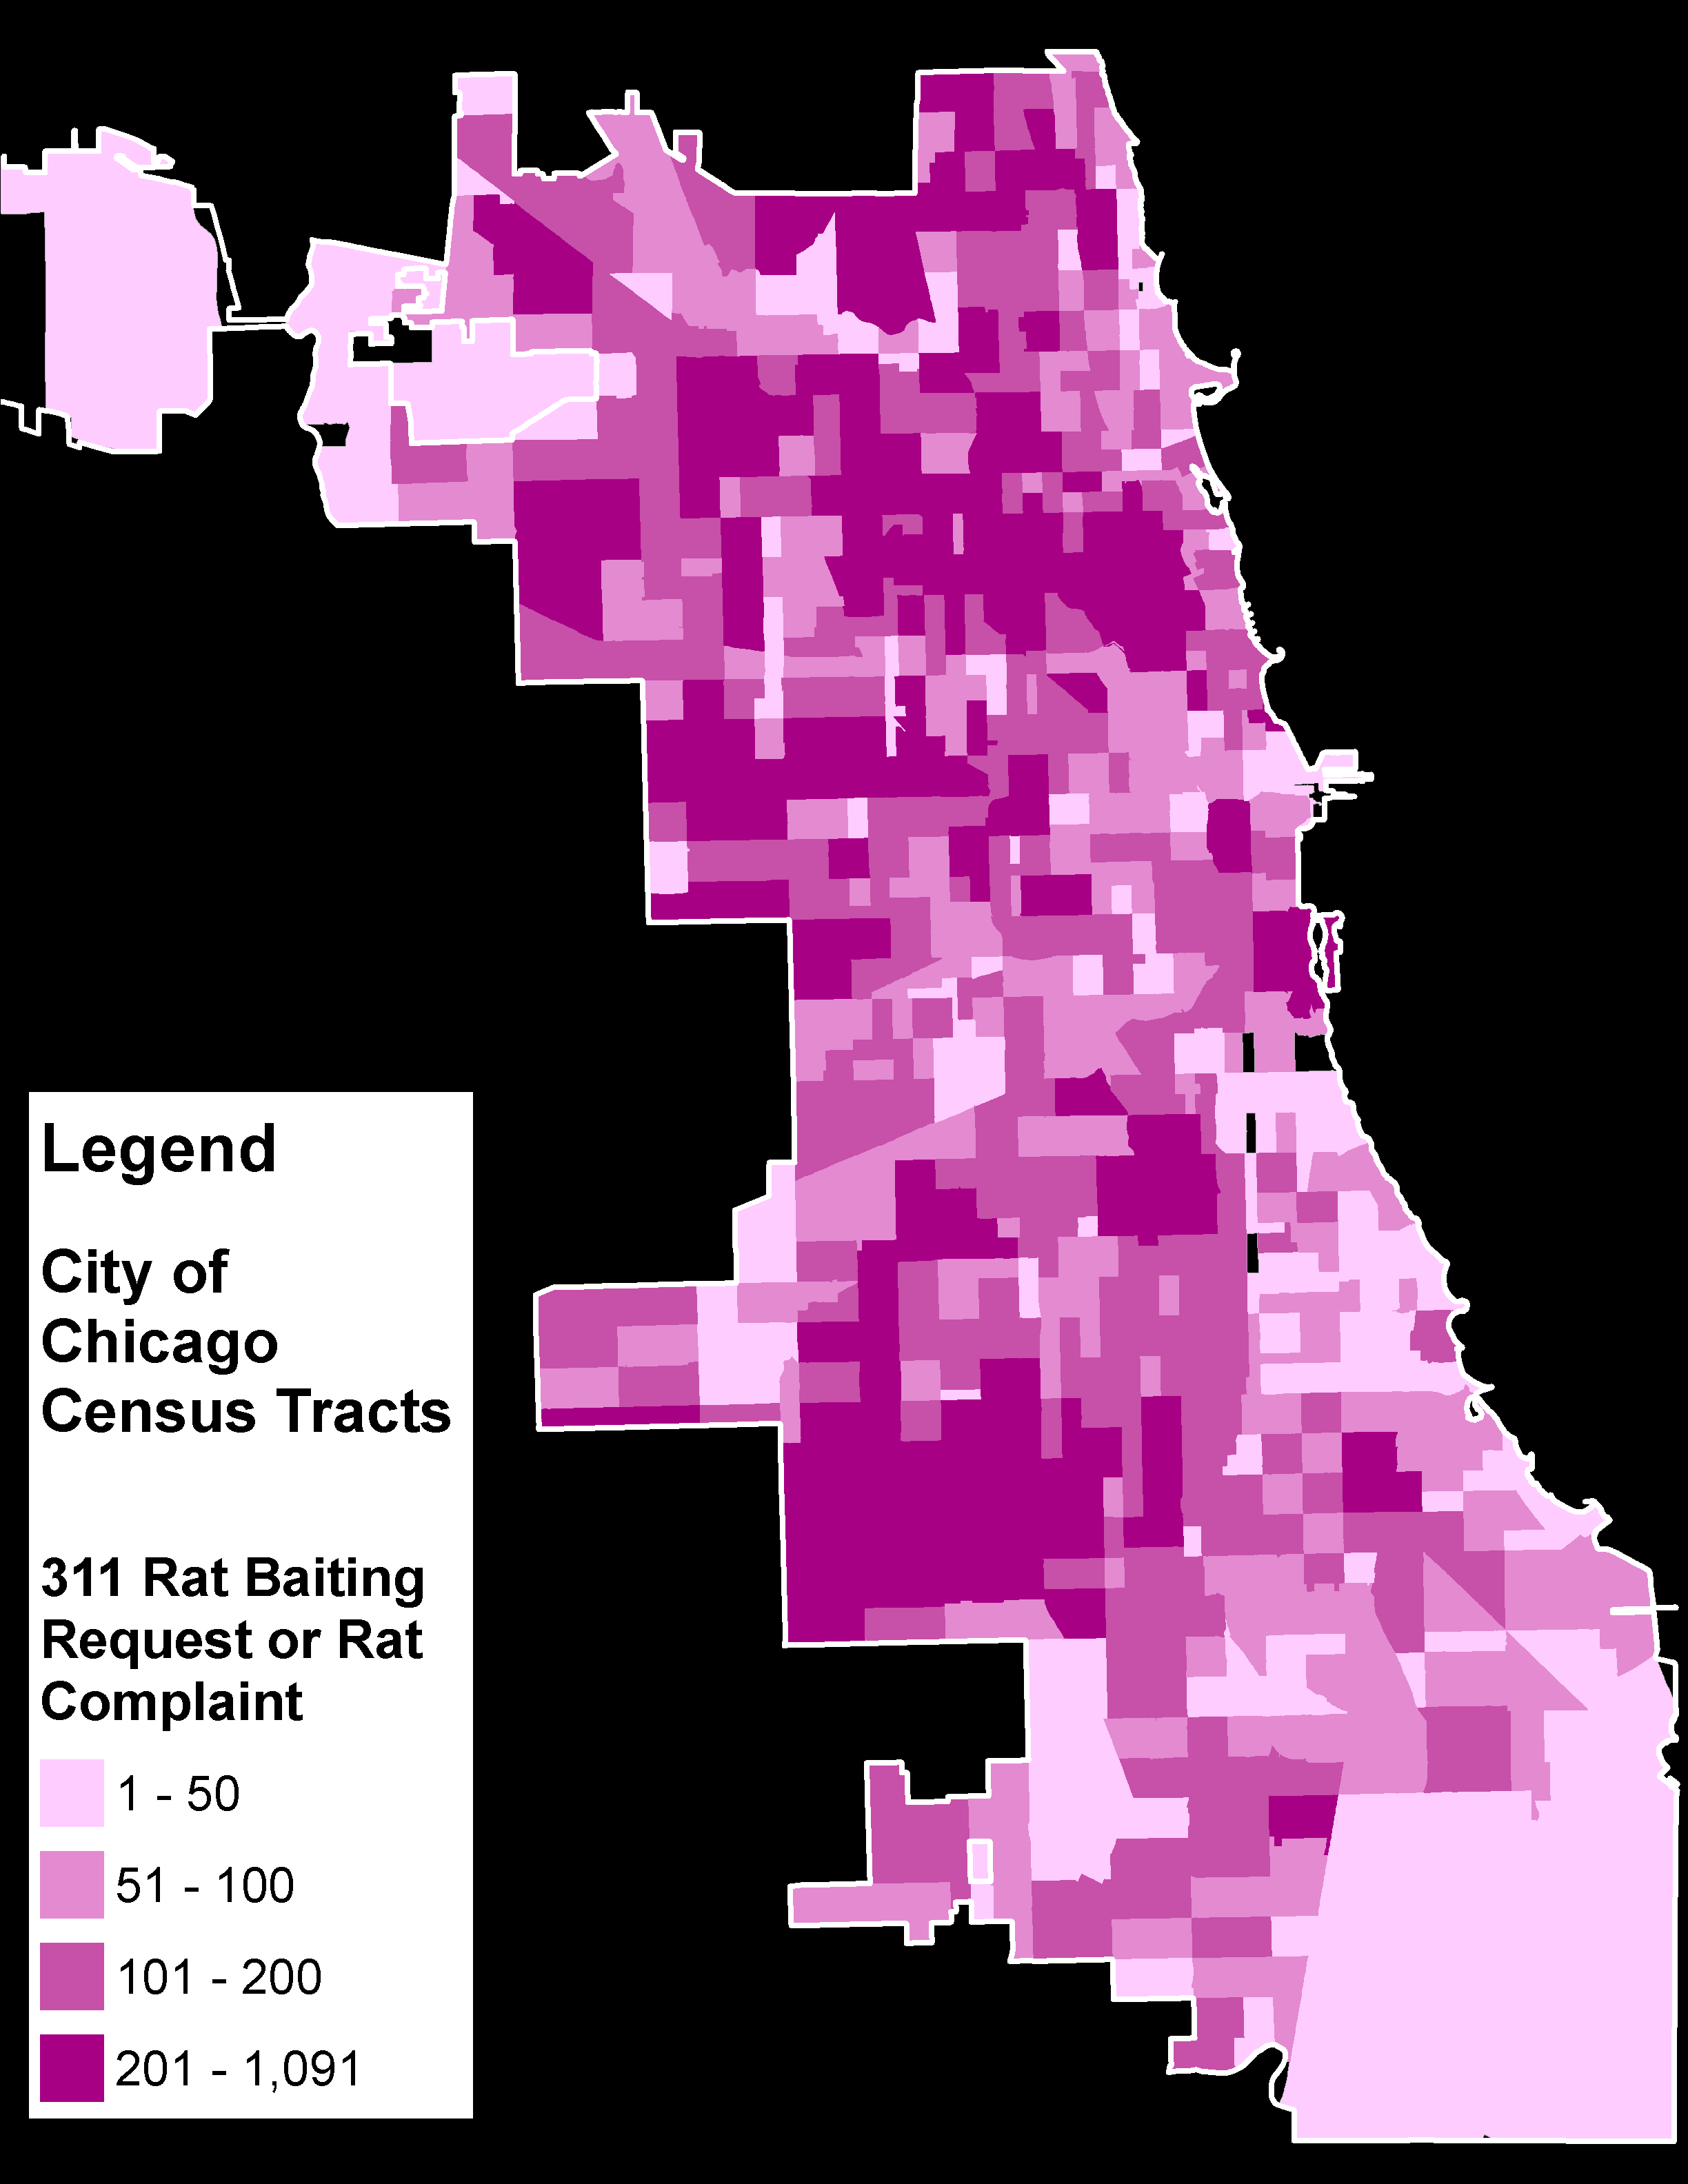 Legend
City of
Chicago
Census Tracts
311 Rat Baiting
Request or Rat
Complaint
1 - 50
51 - 100
101 - 200
201 - 1,091